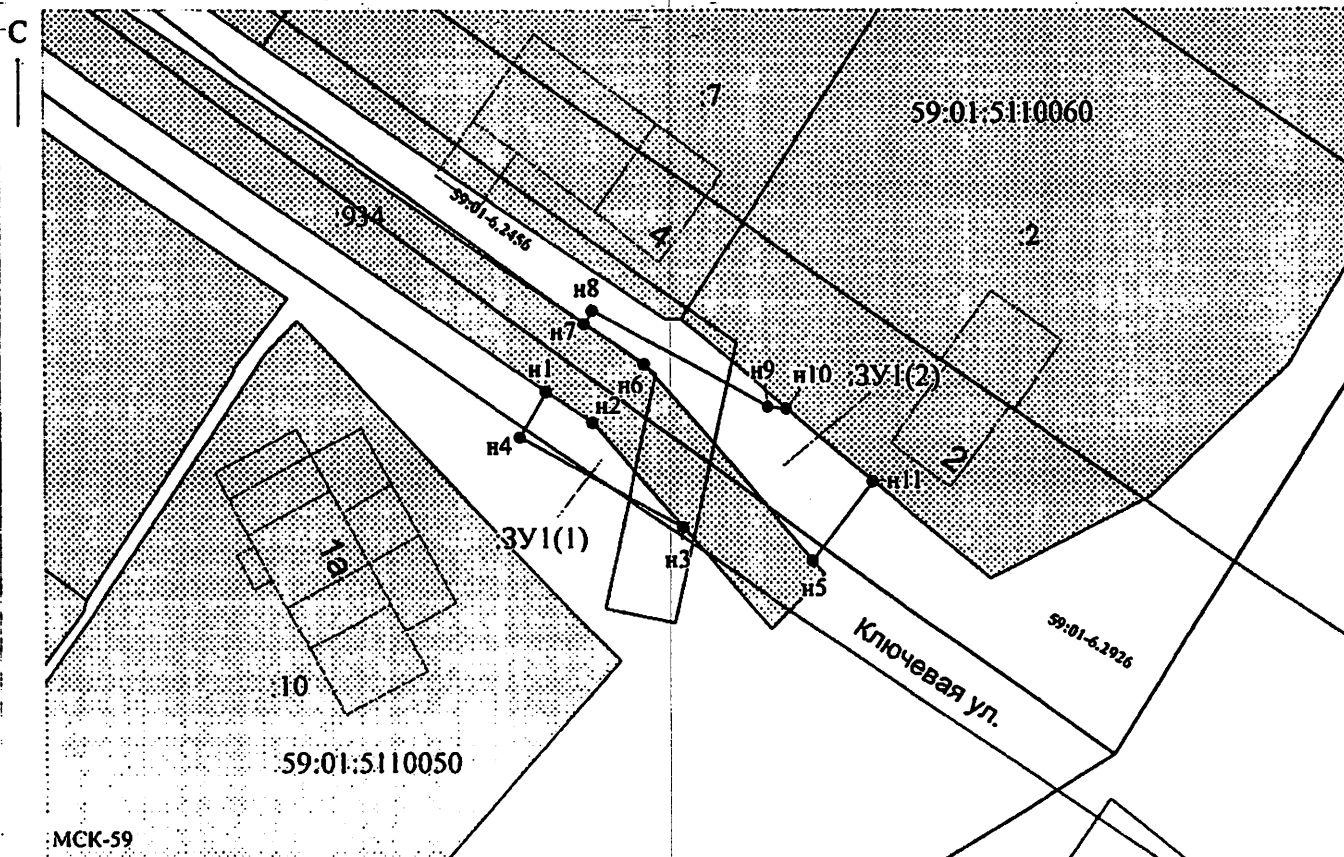 С
:7
59:01:5110060
:934
59:01-6.2456
4
:2
н8
н7
н1
н6
н9
н10
:ЗУ1(2)
н2
н4
2
н11
:ЗУ1(1)
н3
н5
1а
59:01-6.2926
Ключевая ул.
:10
59:01:5110050
МСК-59